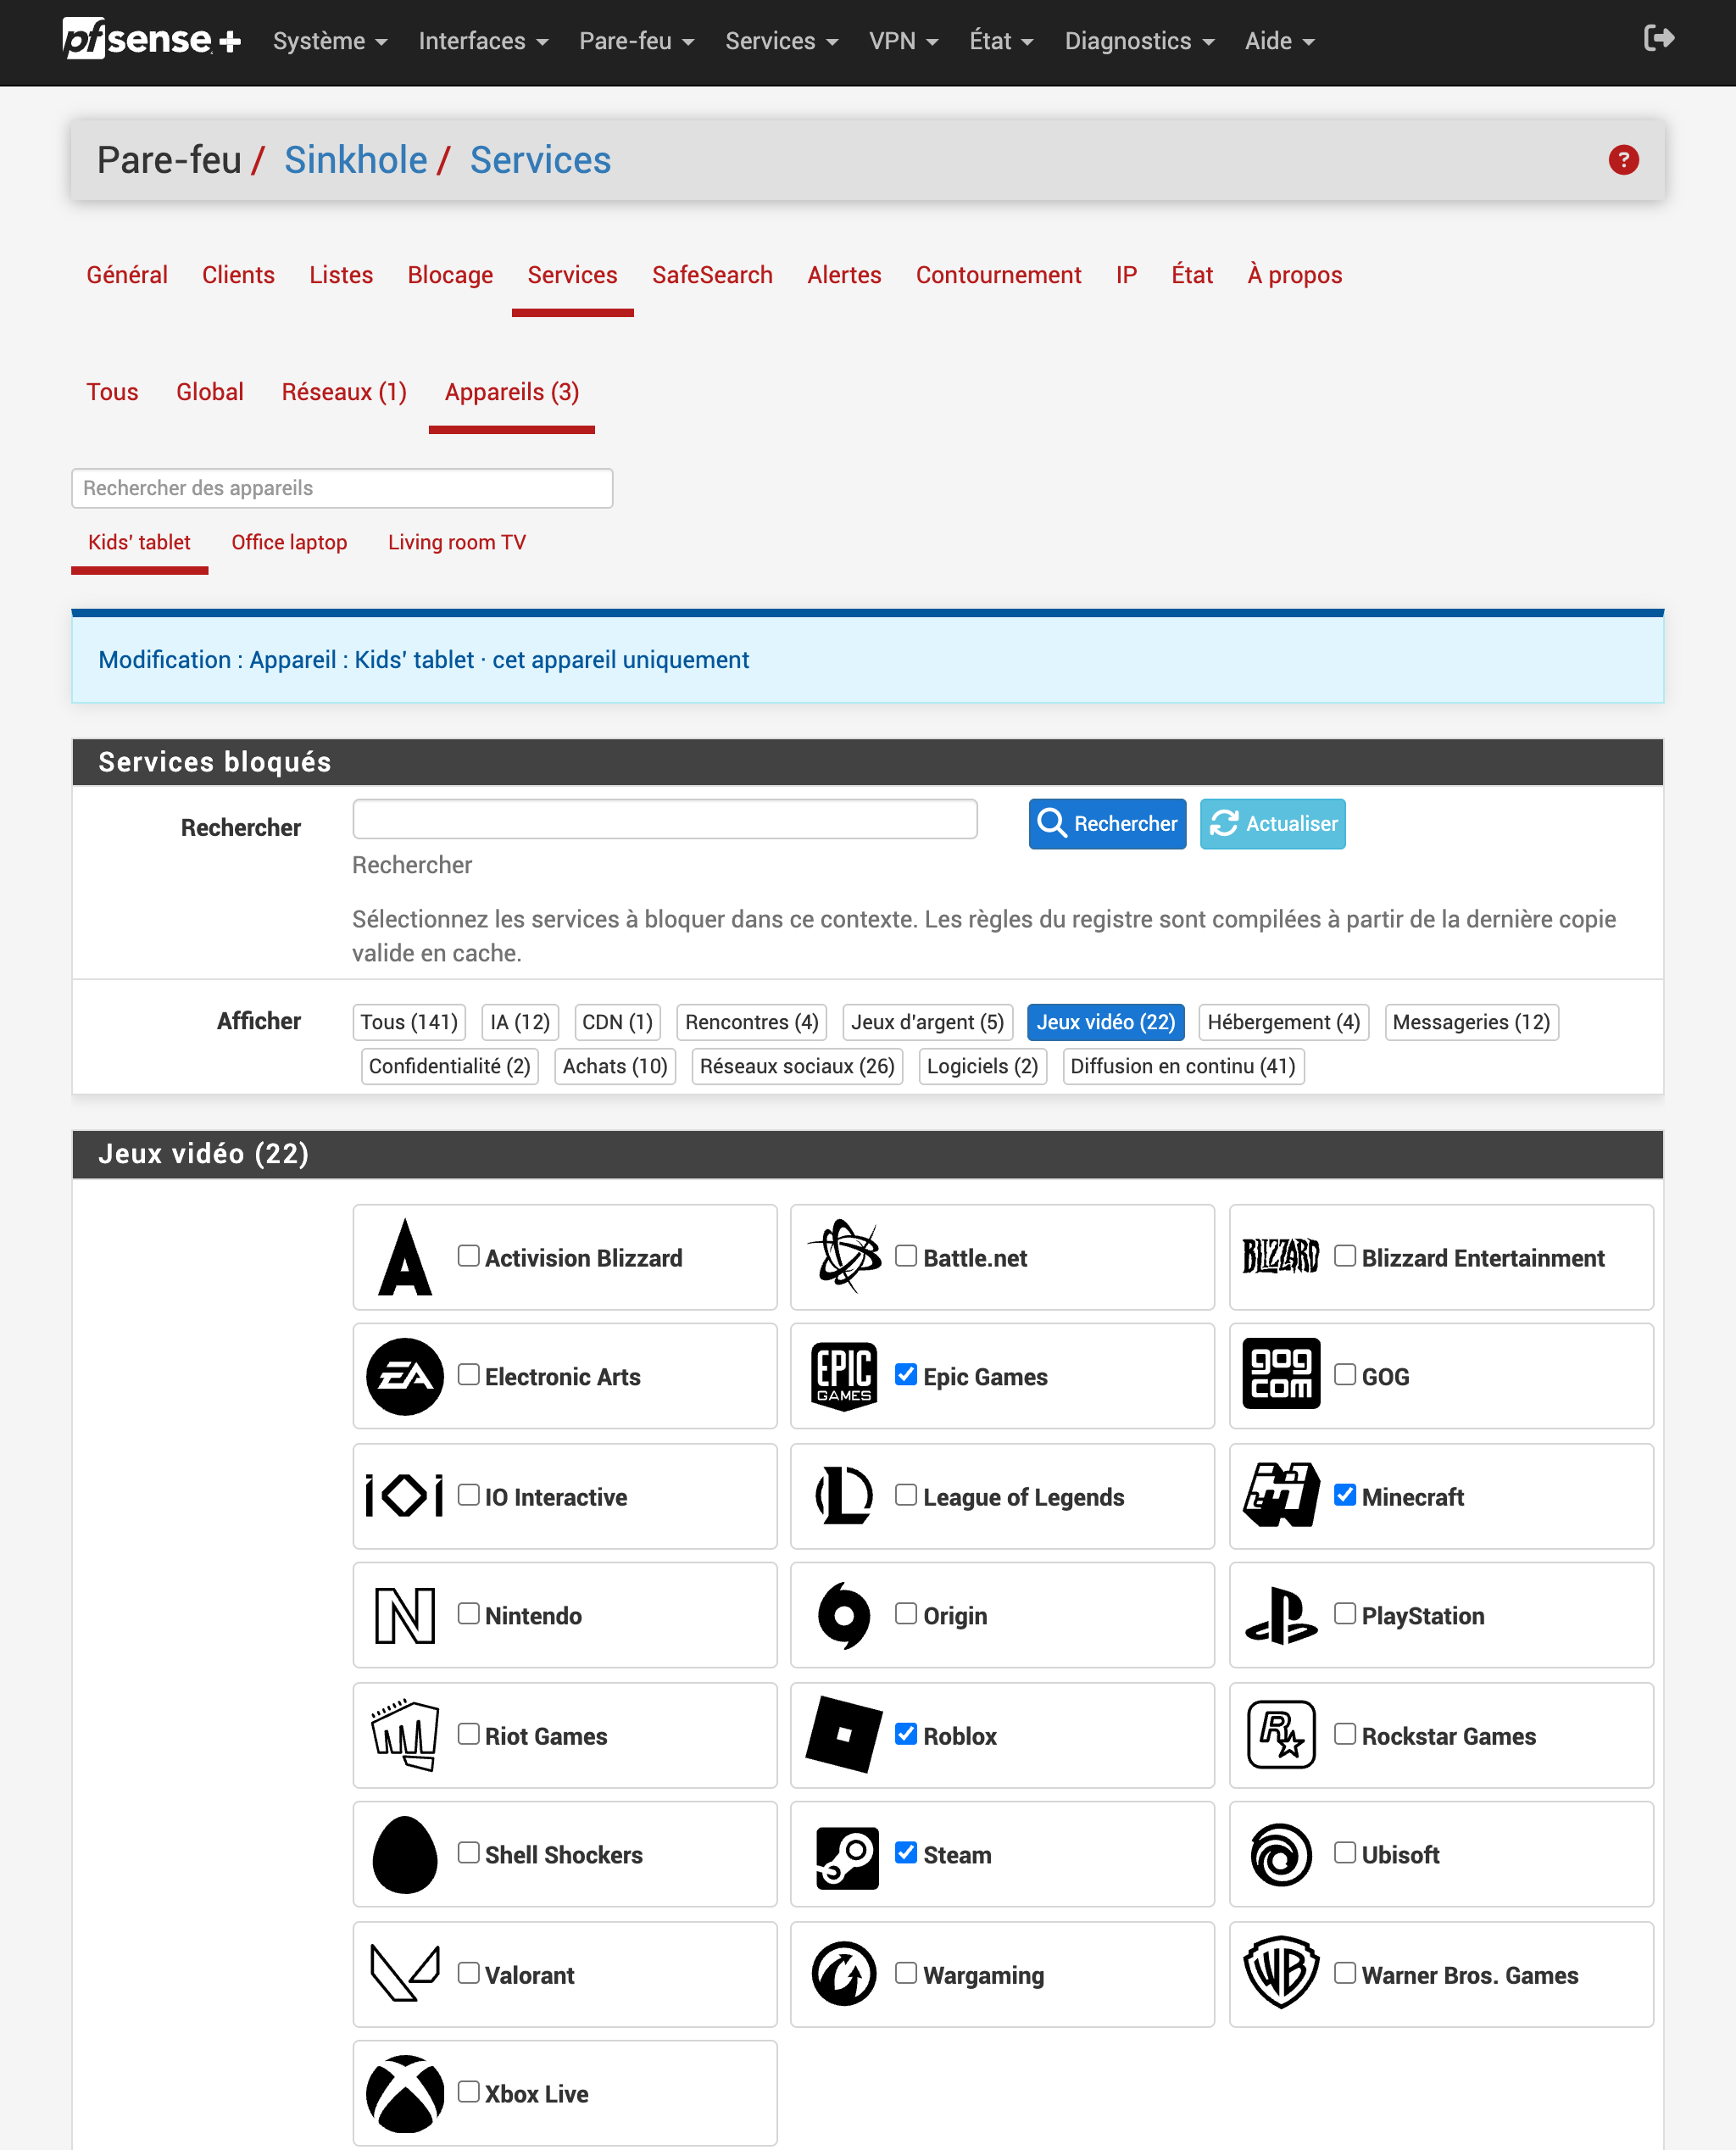 pfsense +
Système Interfaces Pare-feu Services VPN État Diagnostics Aide
Pare-feu / Sinkhole / Services
?
Général Clients Listes Blocage Services SafeSearch Alertes Contournement IP État À propos
Tous Global Réseaux (1) Appareils (3)
Rechercher des appareils
Kids' tablet Office laptop Living room TV
Modification : Appareil : Kids' tablet · cet appareil uniquement
Services bloqués
Rechercher Rechercher Actualiser
Rechercher
Sélectionnez les services à bloquer dans ce contexte. Les règles du registre sont compilées à partir de la dernière copie
valide en cache.
Afficher Tous (141) IA (12) CDN (1) Rencontres (4) Jeux d'argent (5) Jeux vidéo (22) Hébergement (4) Messageries (12)
Confidentialité (2) Achats (10) Réseaux sociaux (26) Logiciels (2) Diffusion en continu (41)
Jeux vidéo (22)
Activision Blizzard Battle.net BLIZZARD Blizzard Entertainment
EA Electronic Arts EPIC GAMES Epic Games gog com GOG
IOI IO Interactive League of Legends Minecraft
Nintendo Origin PlayStation
Riot Games Roblox R Rockstar Games
Shell Shockers Steam Ubisoft
Valorant Wargaming WB Warner Bros. Games
Xbox Live